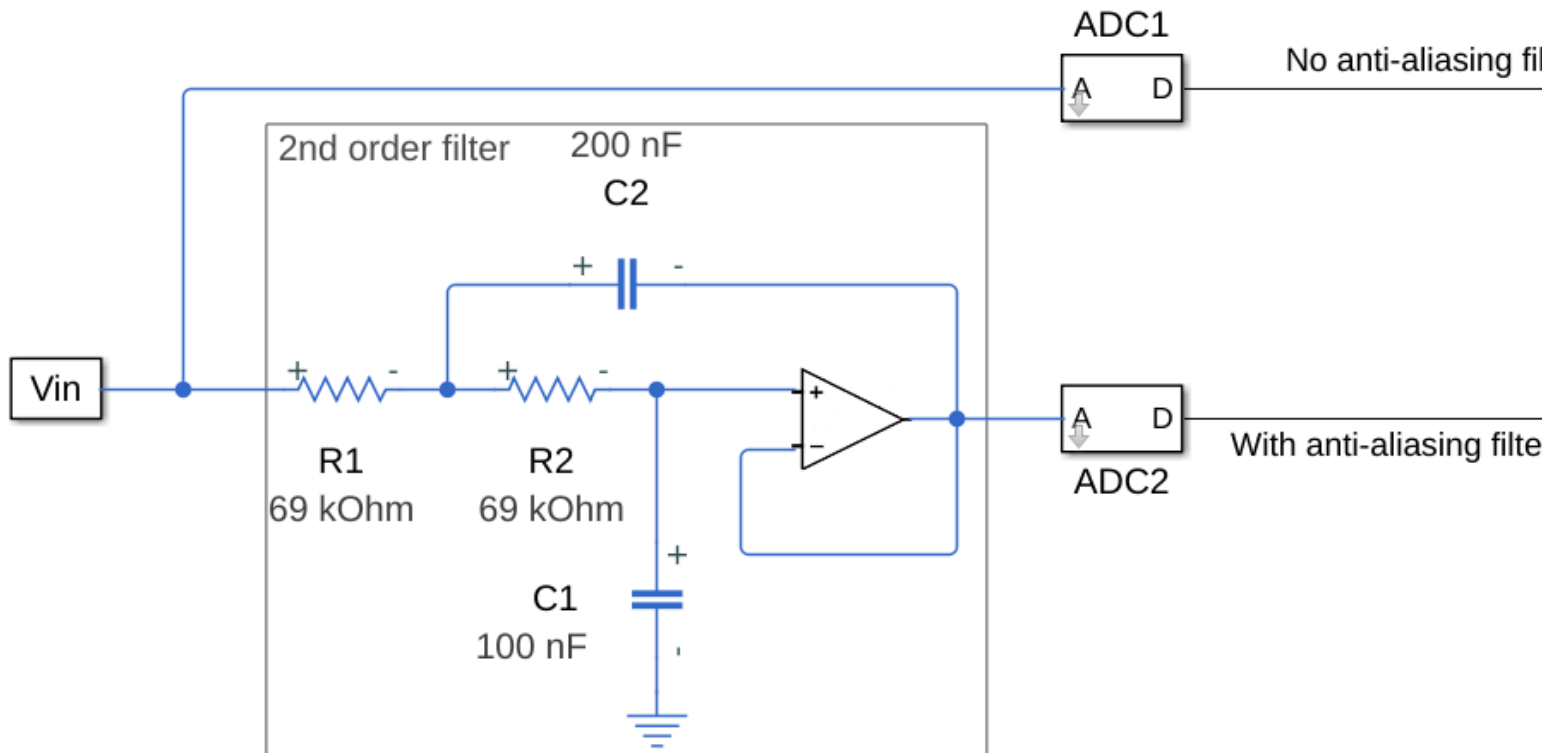 ADC1
No anti-aliasing fil
A D
2nd order filter
200 nF
C2
+ -
Vin
+ -
+ -
+
−
A D
With anti-aliasing filte
ADC2
R1
R2
69 kOhm
69 kOhm
+
C1
100 nF
-